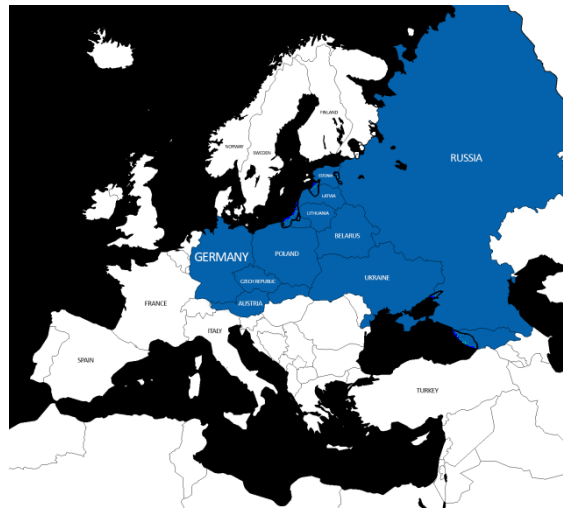 FINLAND
NORWAY
SWEDEN
RUSSIA
ESTONIA
LATVIA
LITHUANIA
BELARUS
GERMANY
POLAND
UKRAINE
CZECH REPUBLIC
AUSTRIA
FRANCE
ITALY
SPAIN
TURKEY